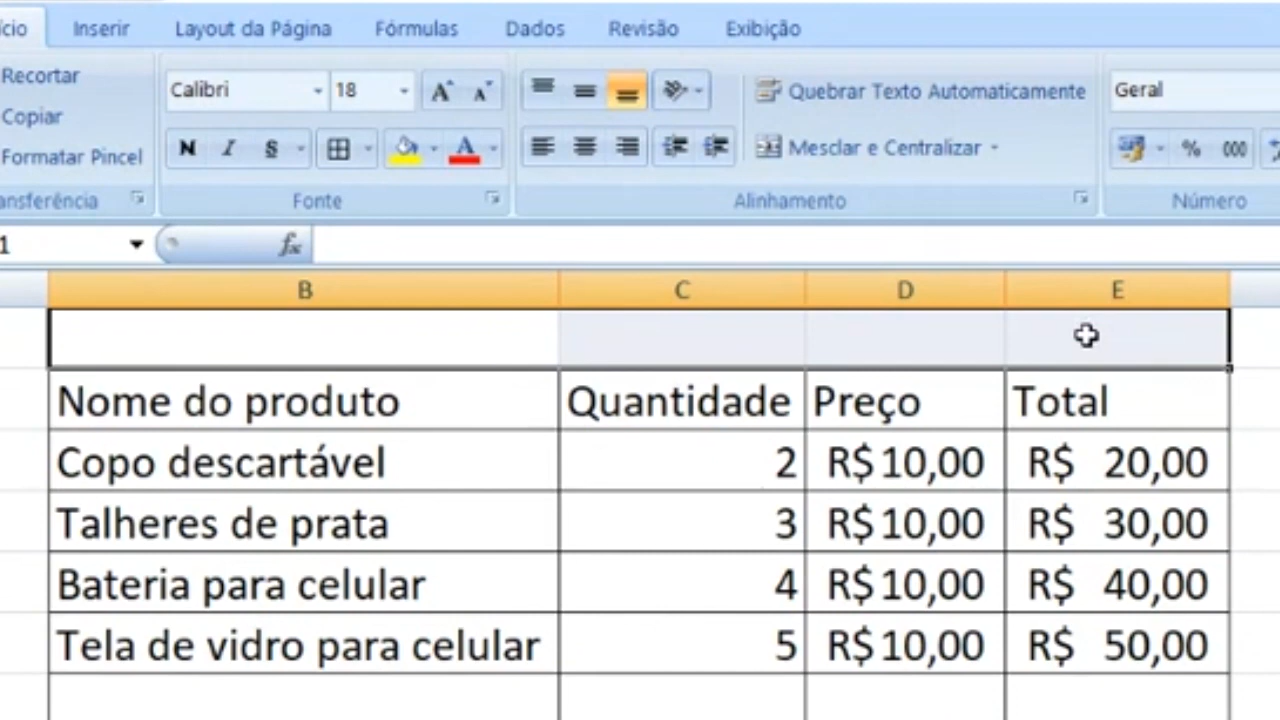 ício Inserir Layout da Página Fórmulas Dados Revisão Exibição
Recortar
Copiar
Formatar Pincel
ansferência
Calibri 18
N I S
Fonte
Quebrar Texto Automaticamente
Mesclar e Centralizar
Alinhamento
Geral
% 000
Número
1 fx
B C D E
Nome do produto Quantidade Preço Total
Copo descartável 2 R$ 10,00 R$ 20,00
Talheres de prata 3 R$ 10,00 R$ 30,00
Bateria para celular 4 R$ 10,00 R$ 40,00
Tela de vidro para celular 5 R$ 10,00 R$ 50,00